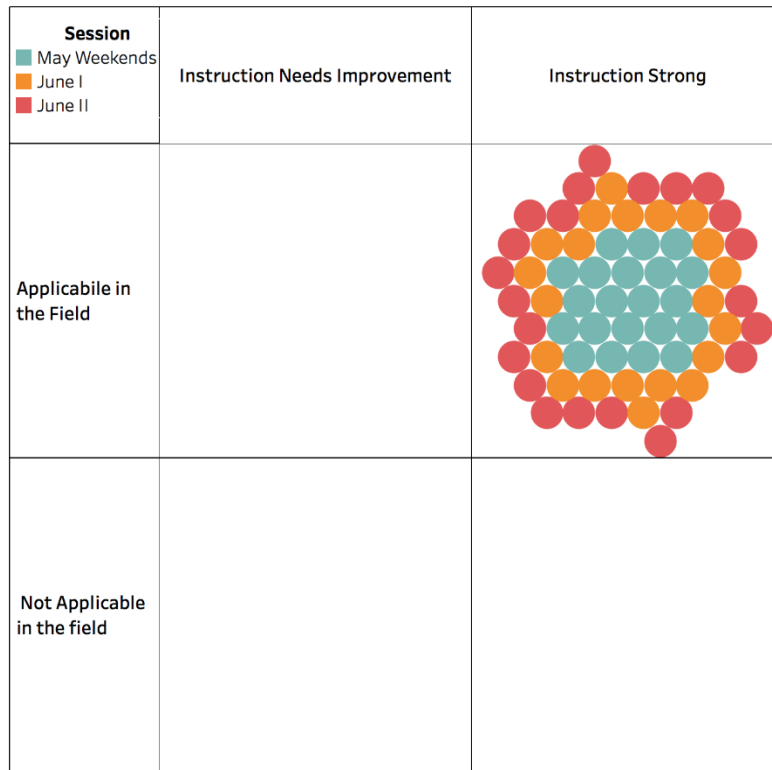 Session
May Weekends
June I
June II
Instruction Needs Improvement
Instruction Strong
Applicabile in
the Field
Not Applicable
in the field